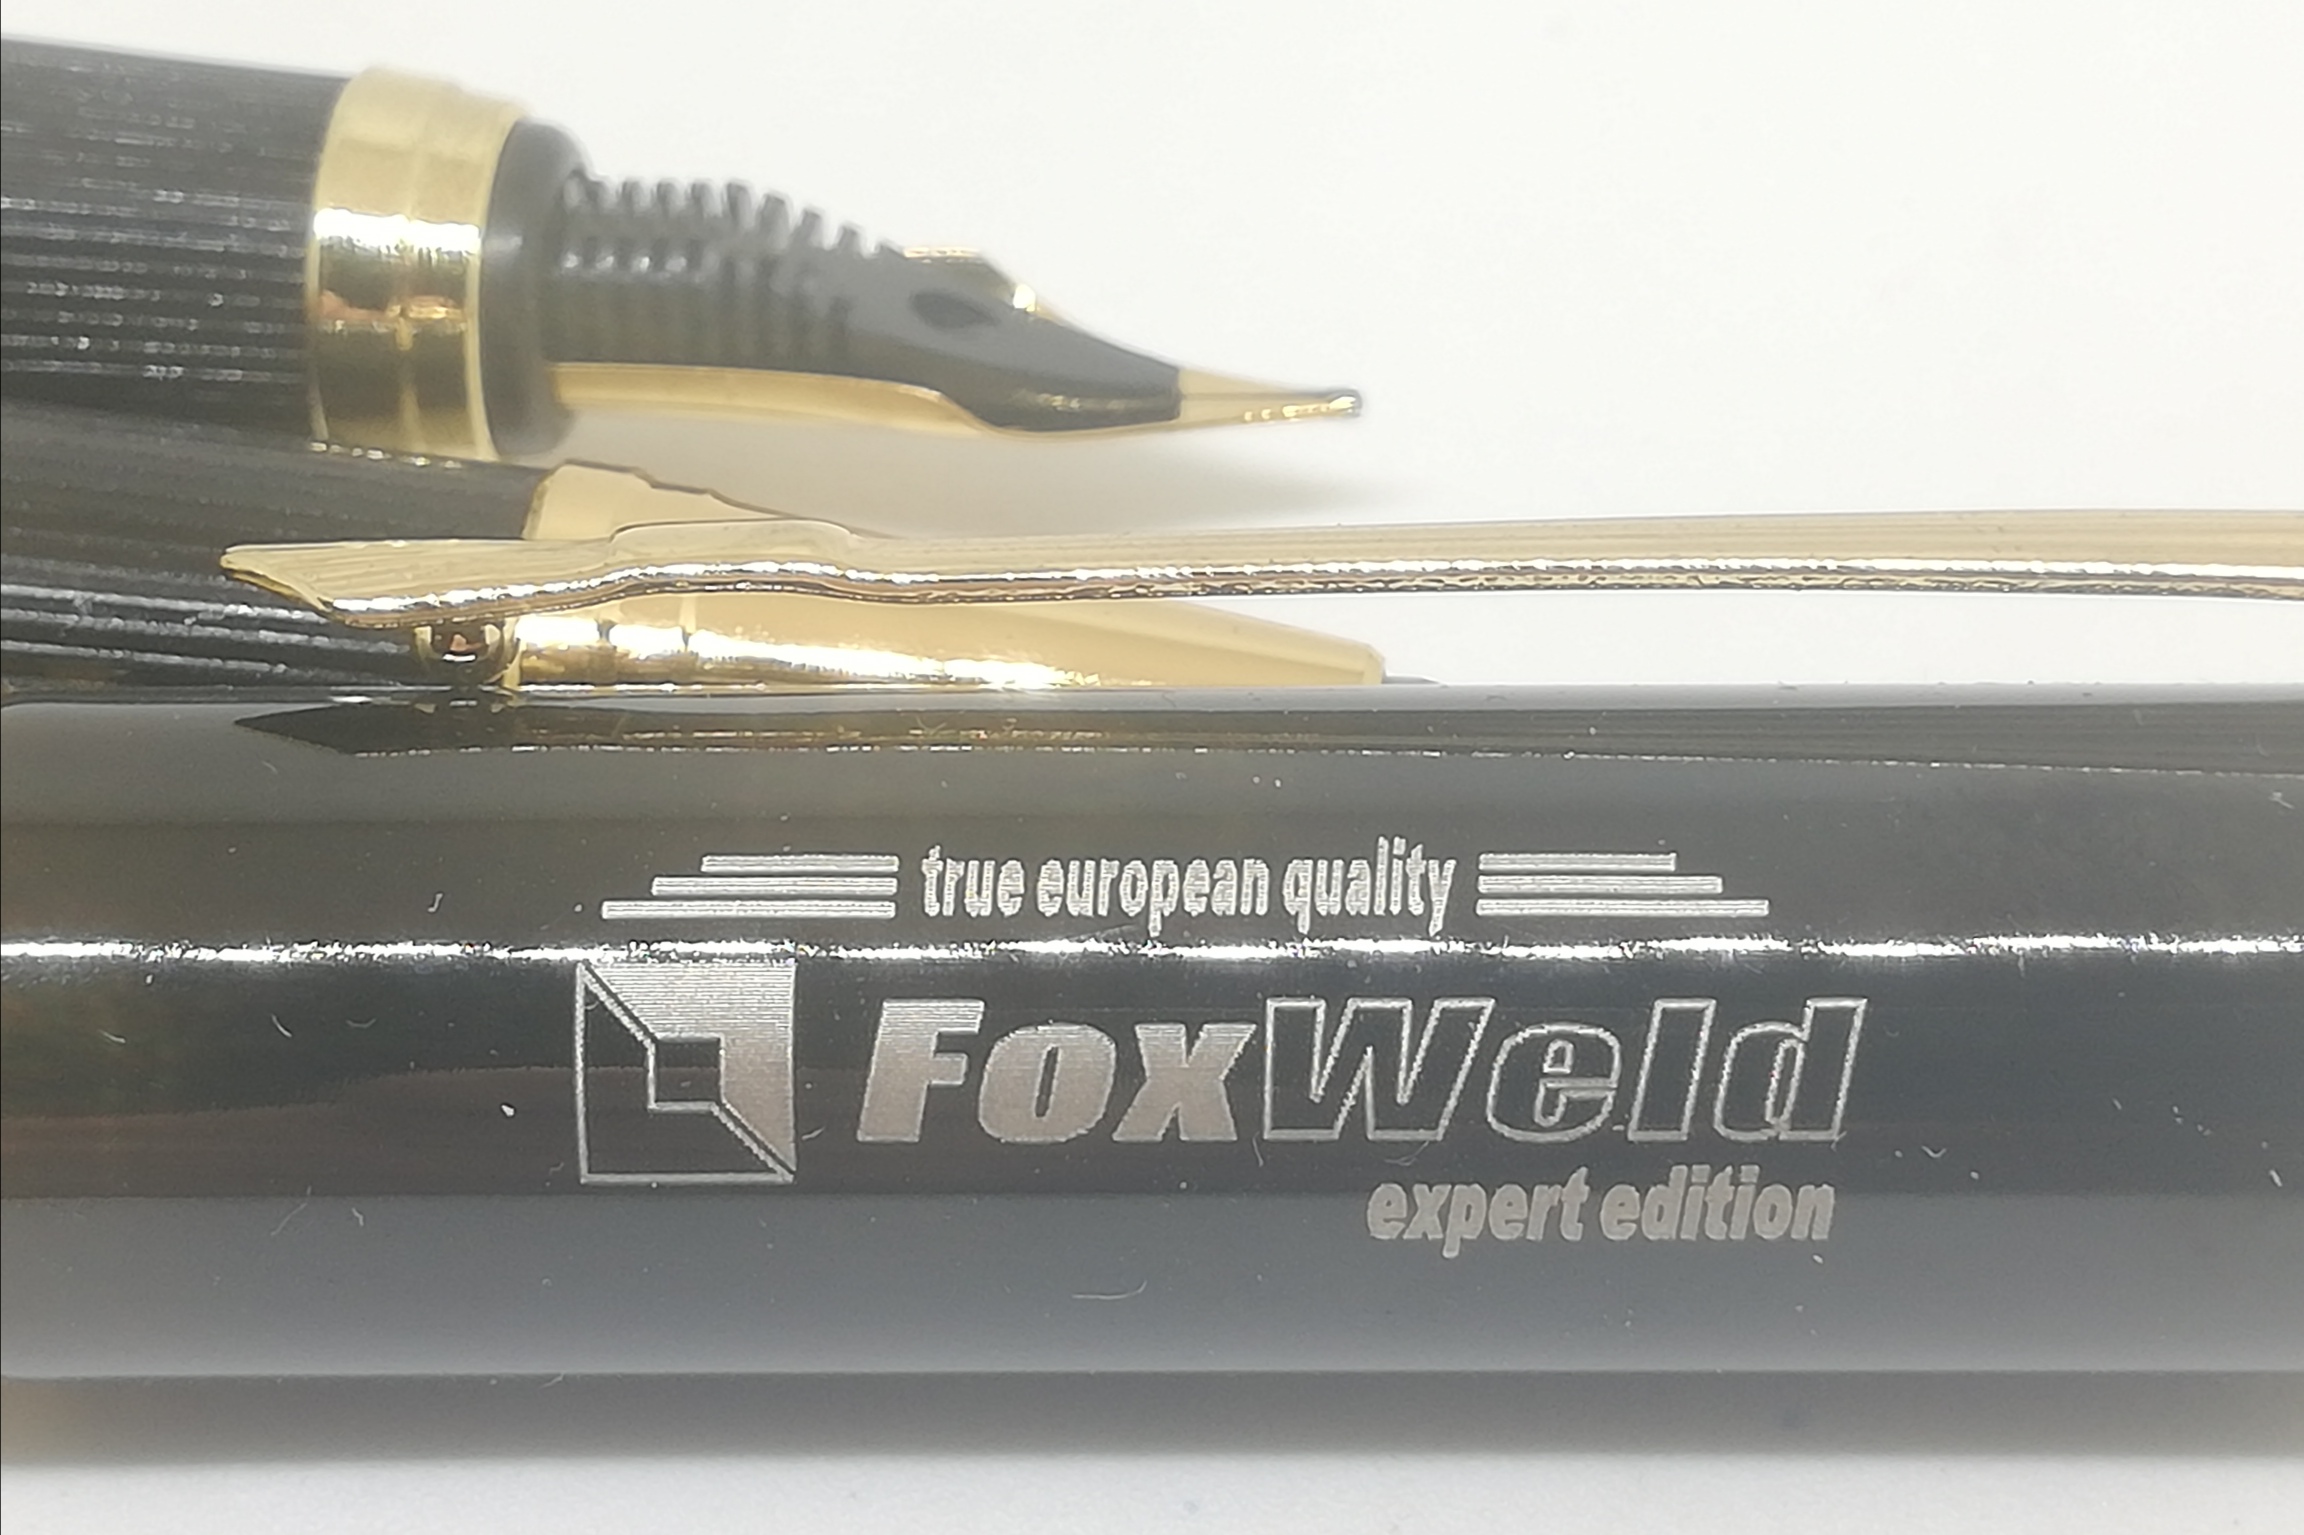 true european quality
FoxWeld
expert edition